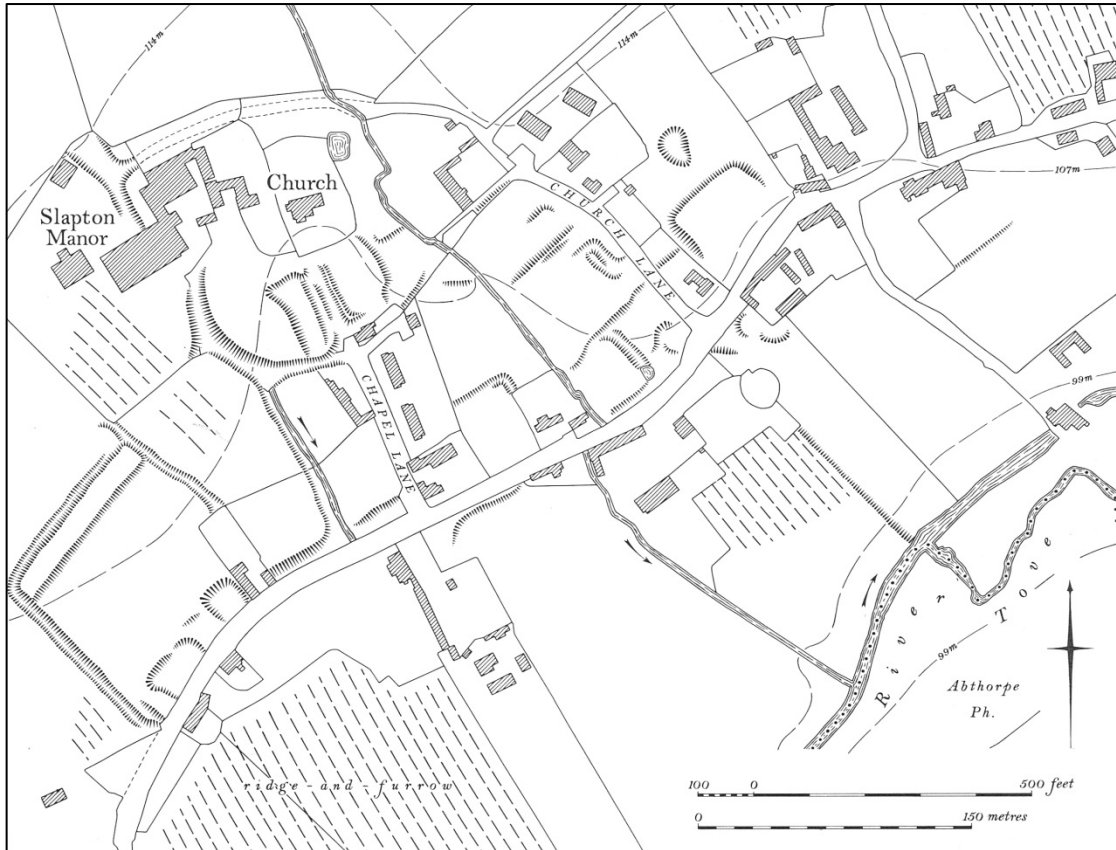 114m
114m
107m
Church
Slapton
Manor
CHURCH LANE
CHAPEL LANE
99m
River Tove
99m
Abthorpe
Ph.
ridge-and-furrow
100 0 500 feet
0 150 metres